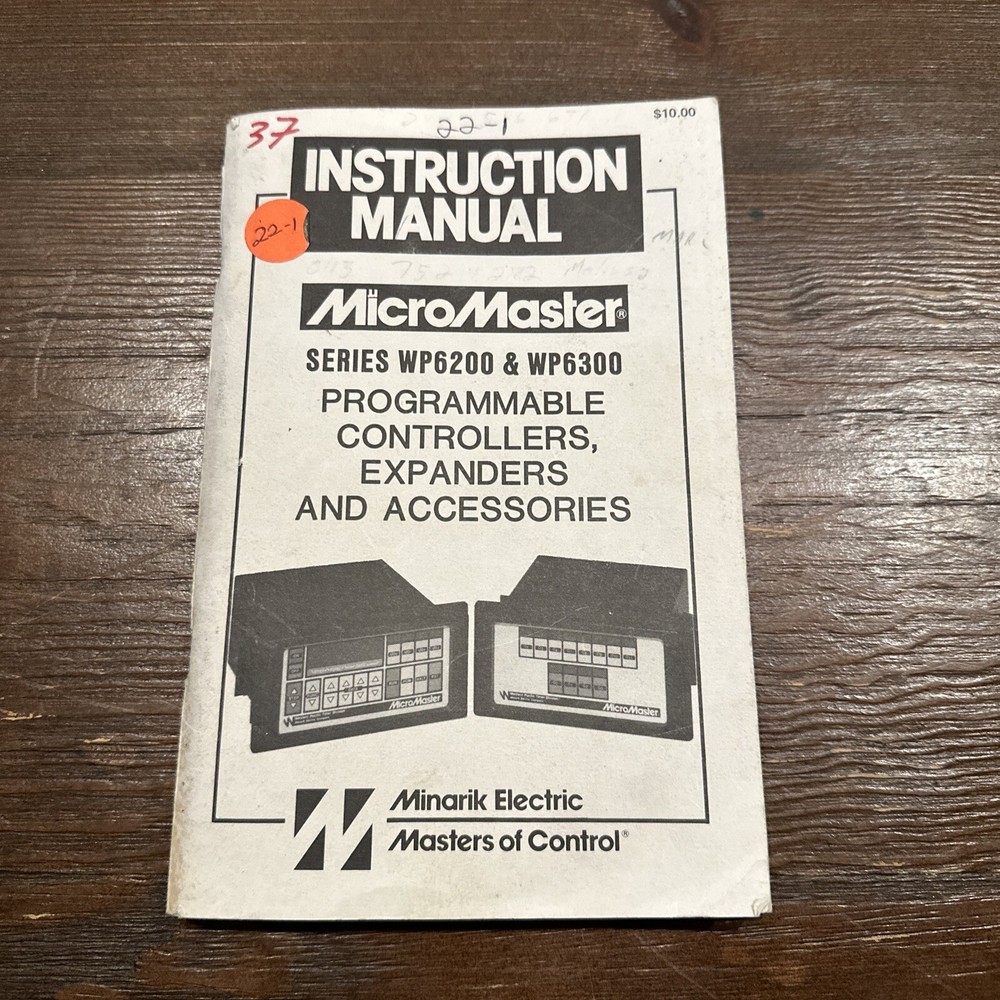 $10.00
37
22-1
INSTRUCTION
MANUAL
22-1
MicroMaster®
SERIES WP6200 & WP6300
PROGRAMMABLE
CONTROLLERS,
EXPANDERS
AND ACCESSORIES
MicroMaster
MicroMaster
Minarik Electric
Masters of Control®